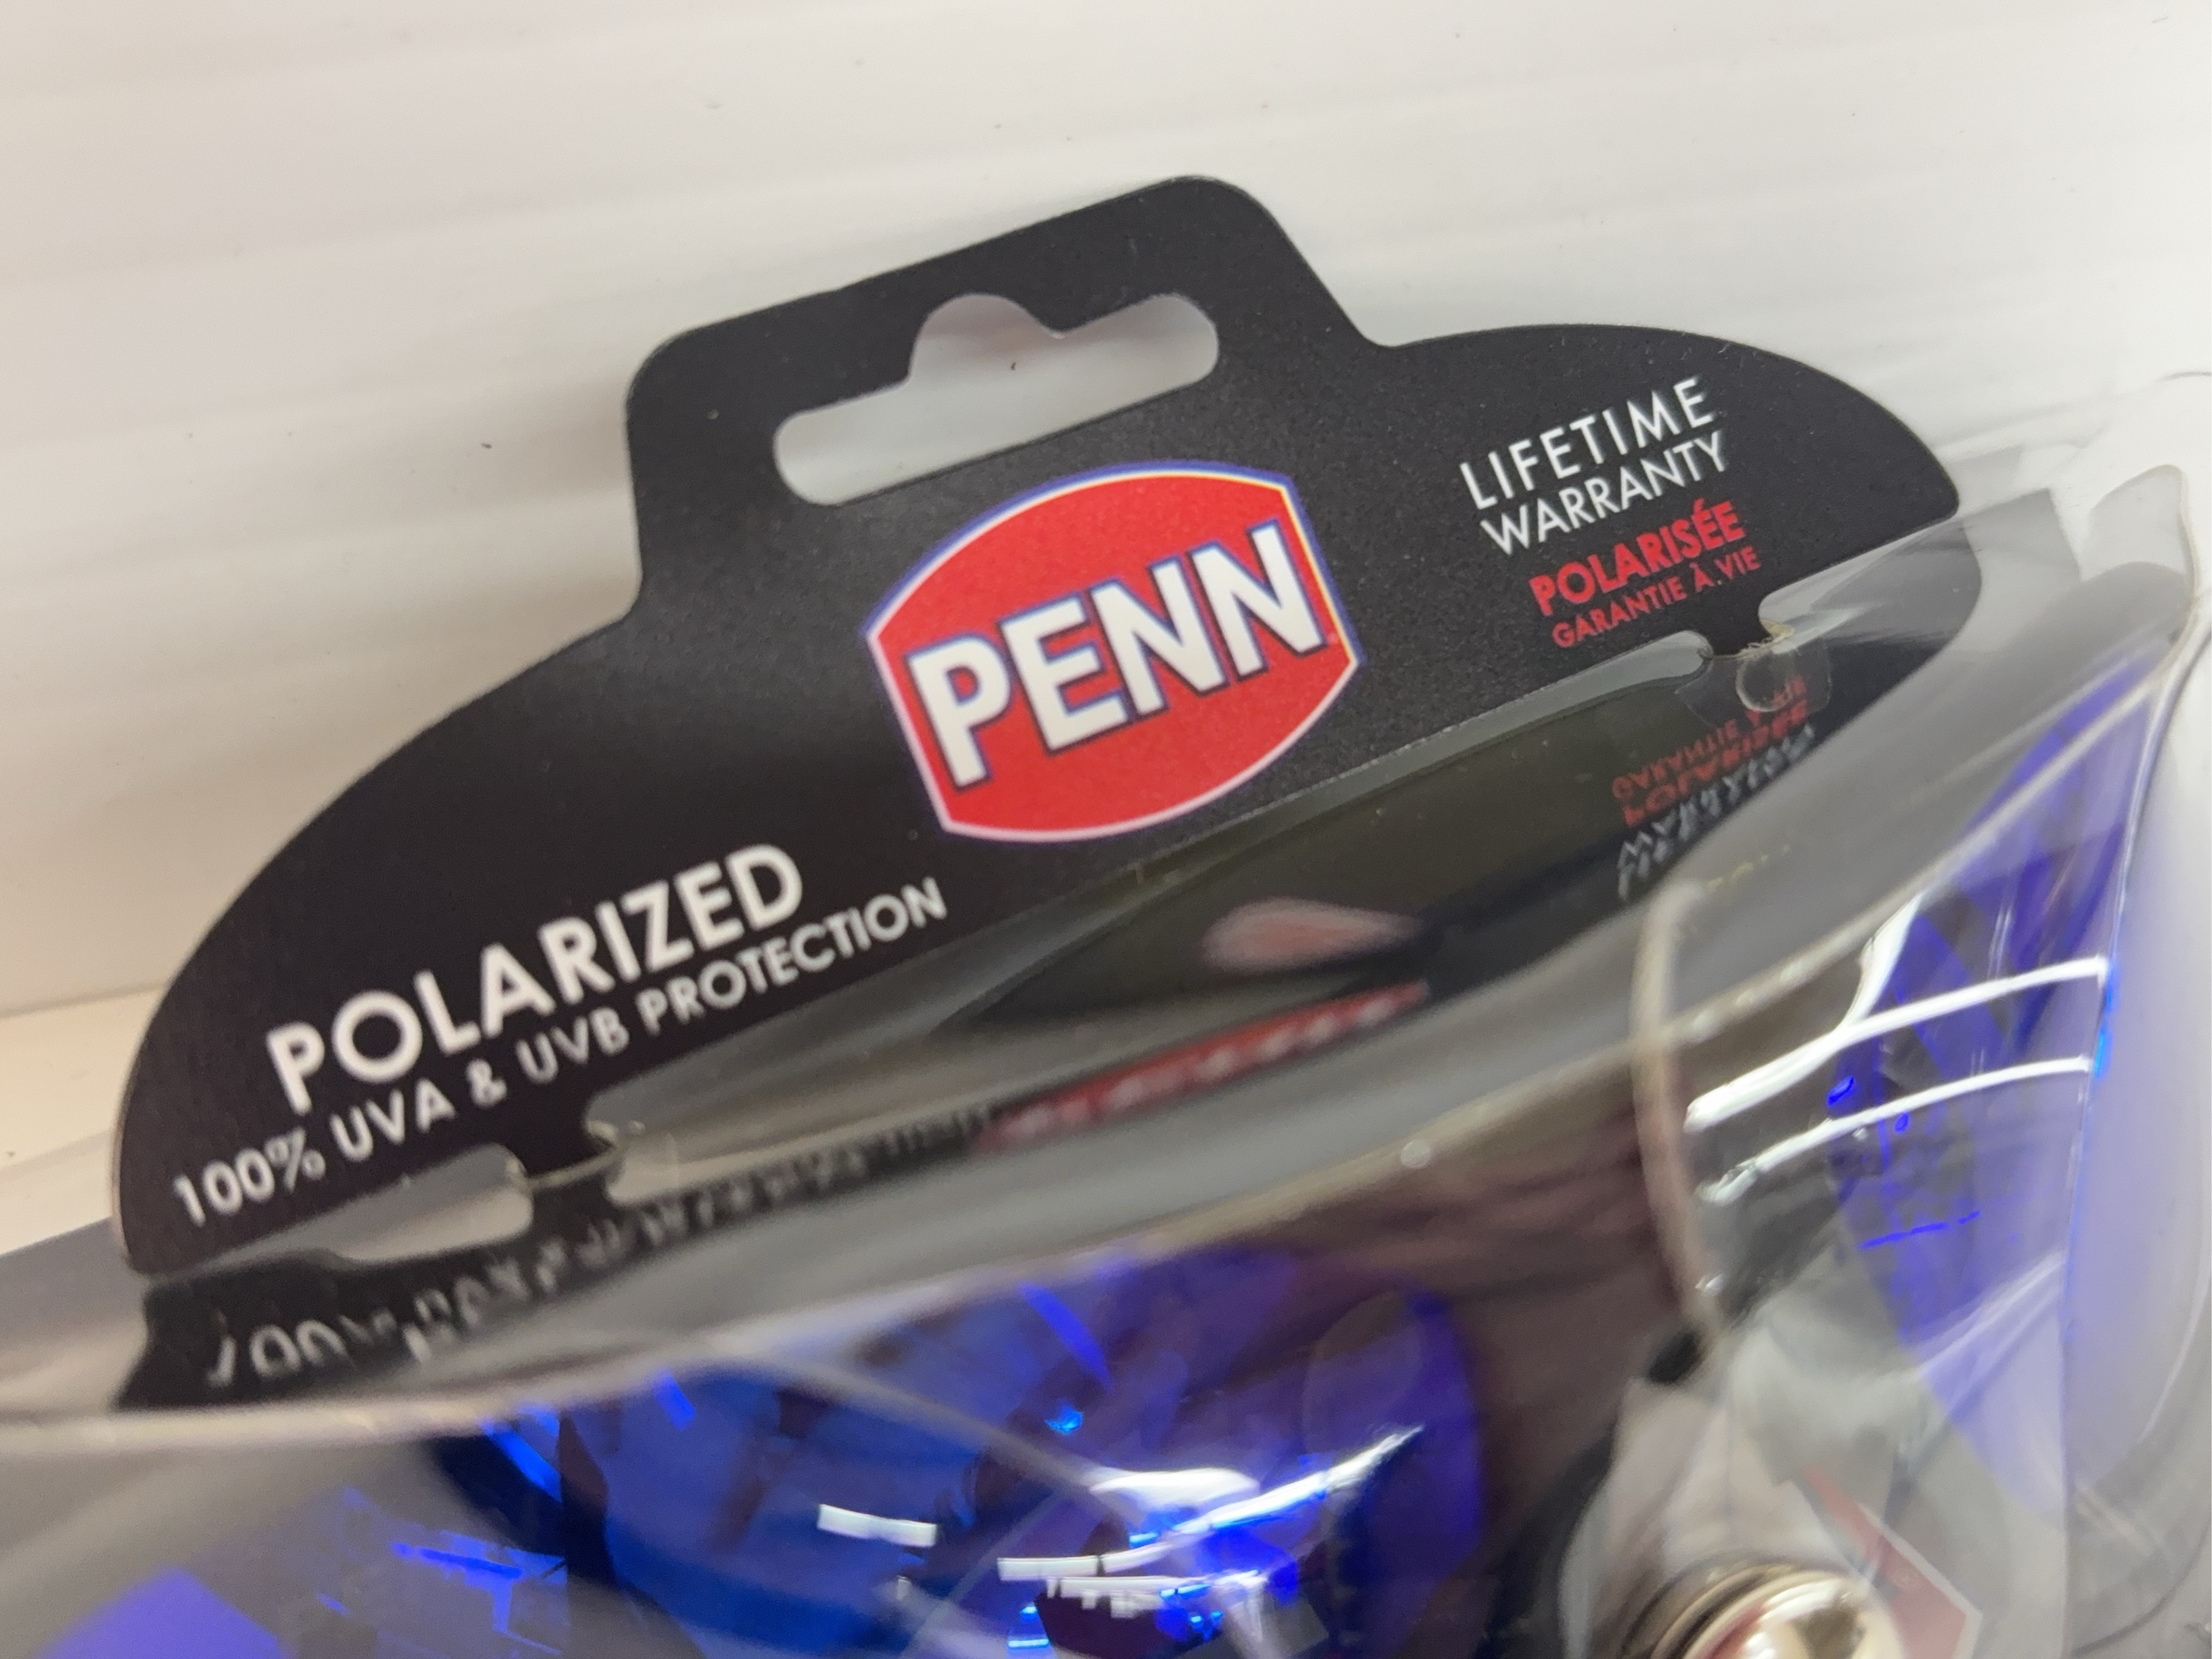 PENN
LIFETIME
WARRANTY
POLARISÉE
GARANTIE À VIE
POLARIZED
100% UVA & UVB PROTECTION